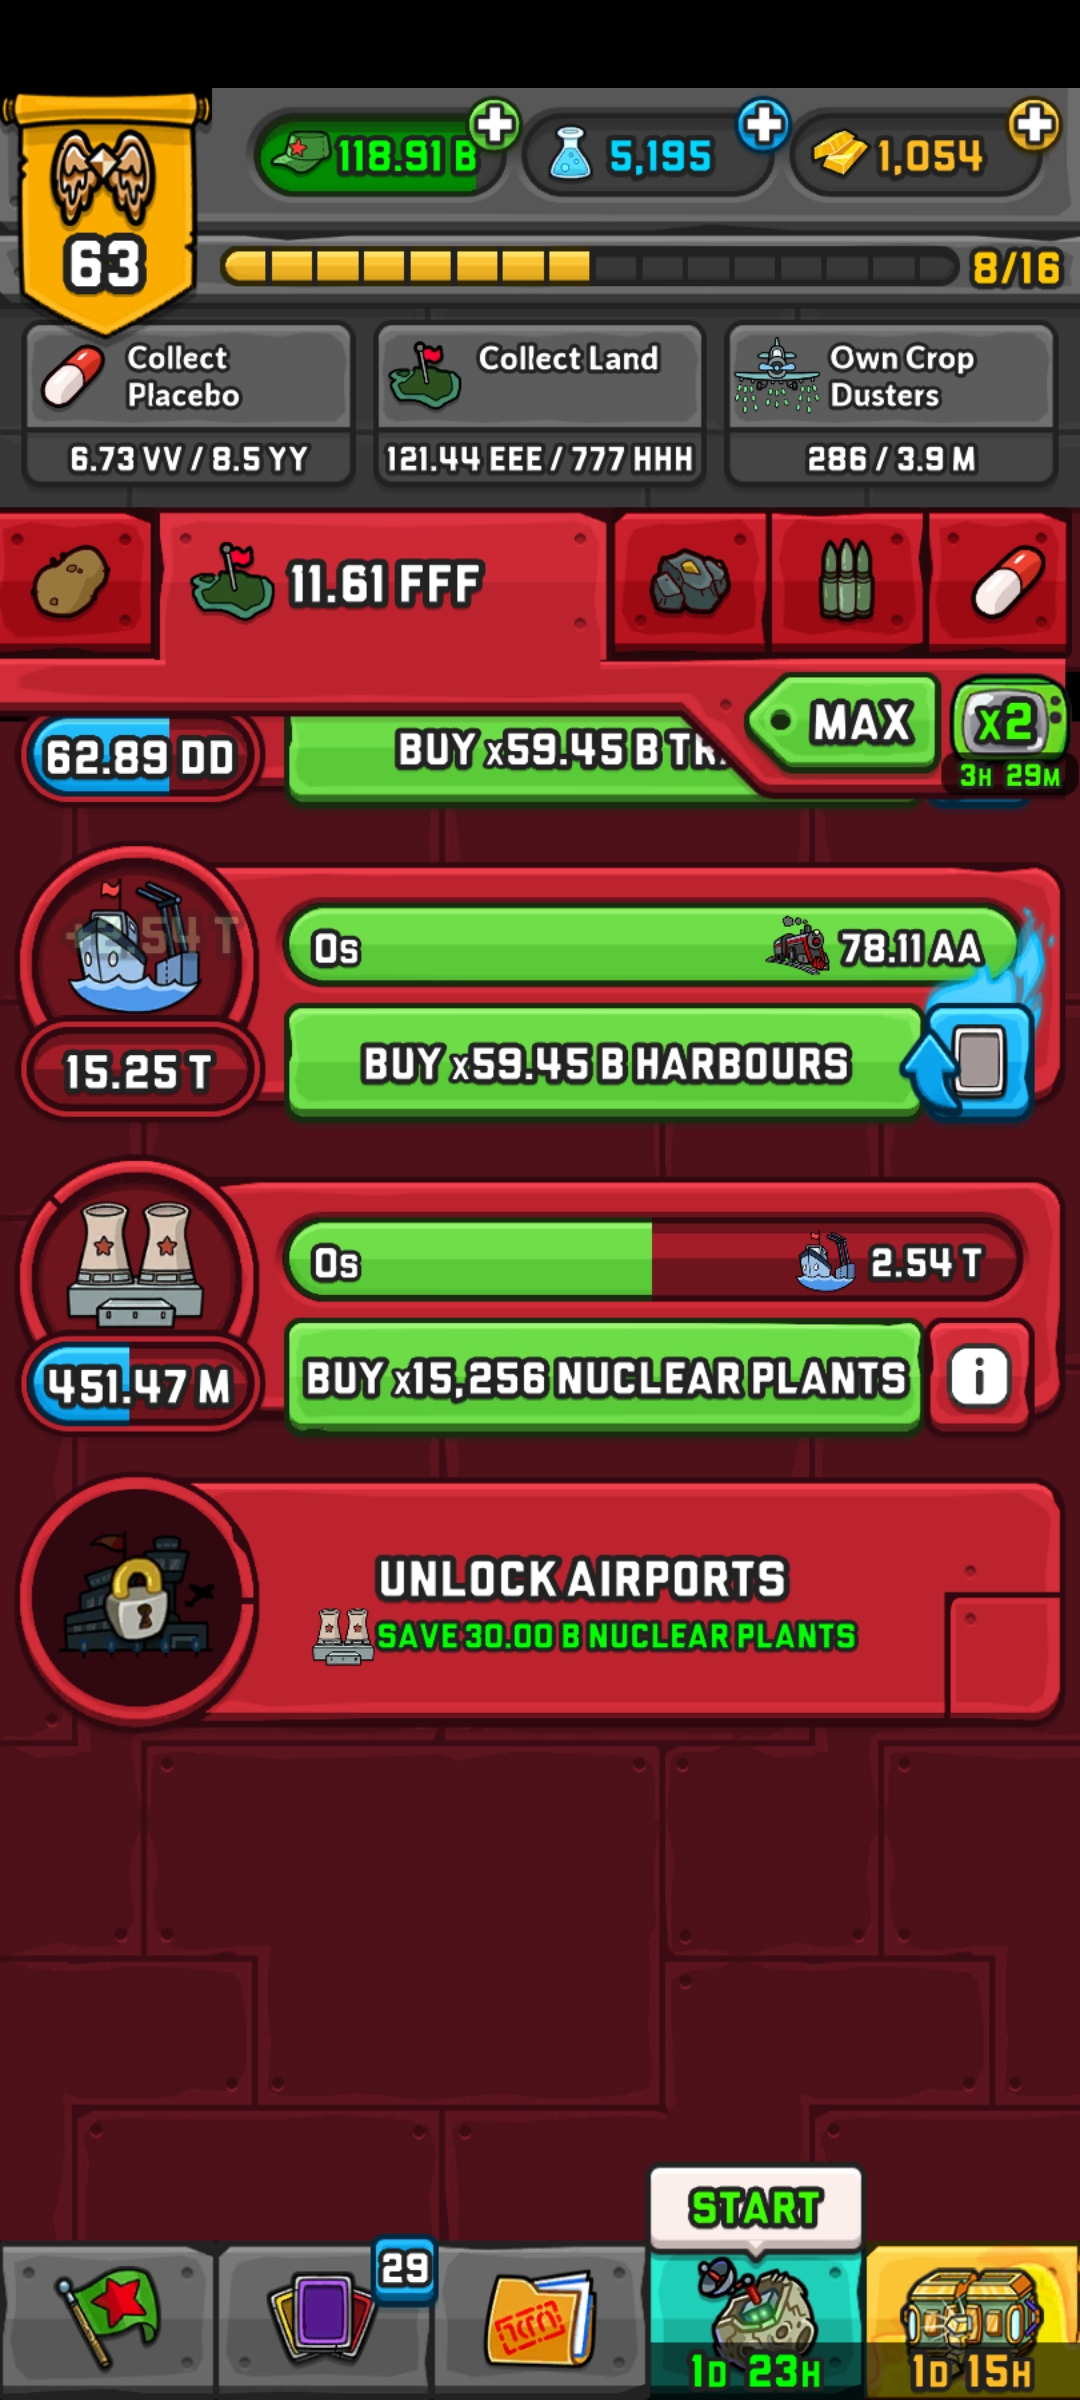 118.91 B
5,195
1,054
63
8/16
Collect
Placebo
6.73 VV / 8.5 YY
Collect Land
121.44 EEE / 777 HHH
Own Crop
Dusters
286 / 3.9 M
11.61 FFF
MAX
x2
3H 29M
62.89 DD
BUY x59.45 B
0s
78.11 AA
15.25 T
BUY x59.45 B HARBOURS
0s
2.54 T
451.47 M
BUY x15,256 NUCLEAR PLANTS
i
UNLOCK AIRPORTS
SAVE 30.00 B NUCLEAR PLANTS
START
29
1D 23H
1D 15H